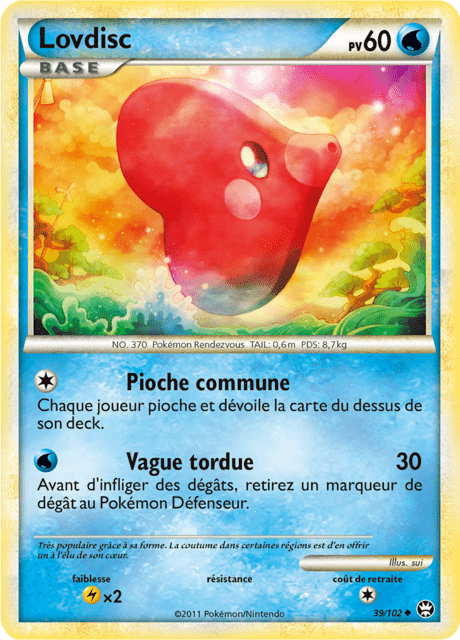 Lovdisc
PV 60
BASE
NO. 370 Pokémon Rendezvous TAIL: 0,6m PDS: 8,7kg
Pioche commune
Chaque joueur pioche et dévoile la carte du dessus de
son deck.
Vague tordue 30
Avant d'infliger des dégâts, retirez un marqueur de
dégât au Pokémon Défenseur.
Très populaire grâce à sa forme. La coutume dans certaines régions est d'en offrir
un à l'élu de son cœur.
Illus. sui
faiblesse résistance coût de retraite
×2
©2011 Pokémon/Nintendo 39/102